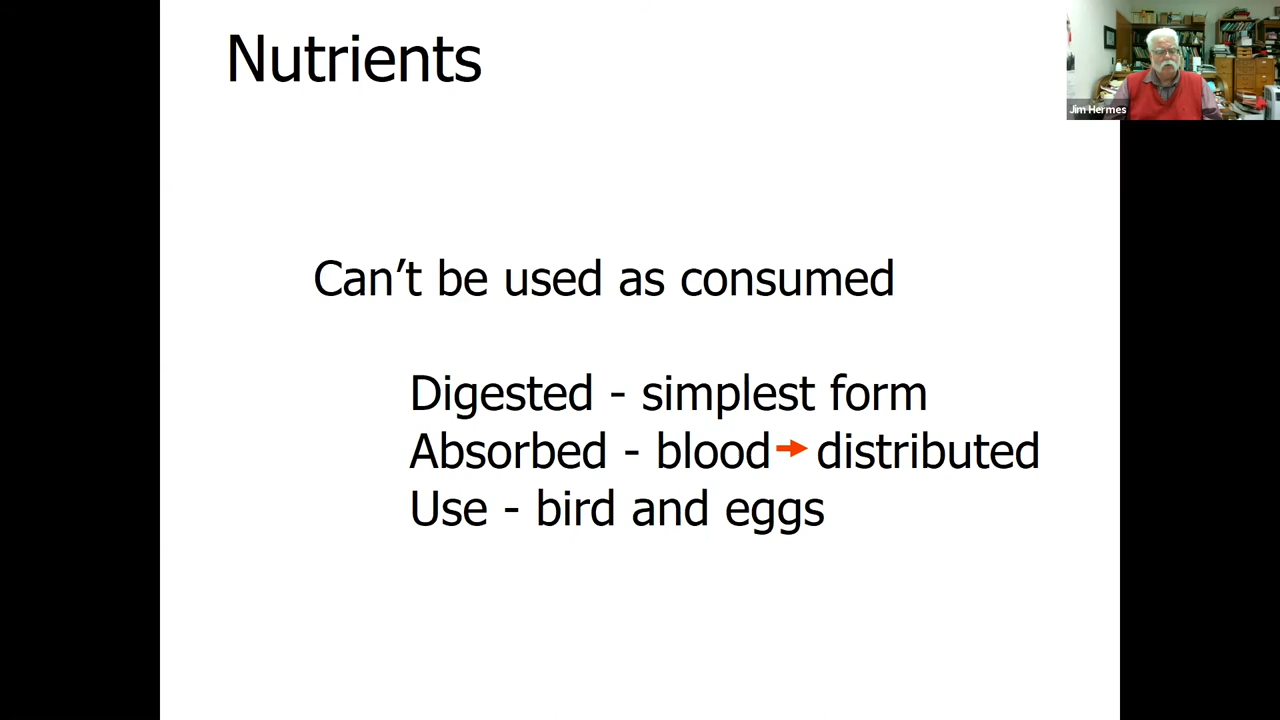 Nutrients
Jim Hermes
Can't be used as consumed
Digested - simplest form
Absorbed - blood distributed
Use - bird and eggs